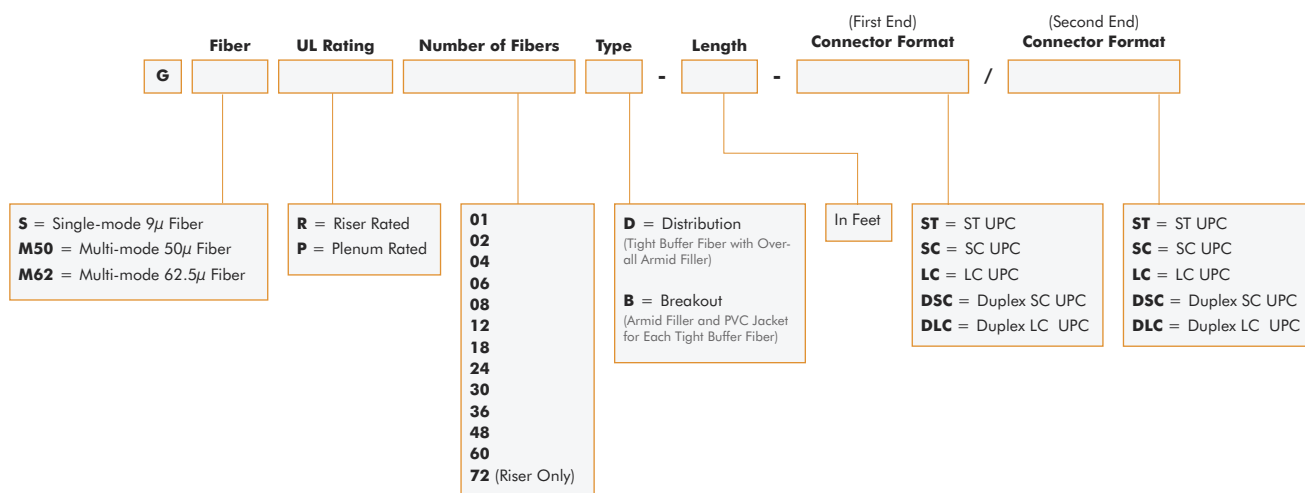 (First End)
(Second End)
Fiber UL Rating Number of Fibers Type Length Connector Format Connector Format
G - - /
S = Single-mode 9µ Fiber
M50 = Multi-mode 50µ Fiber
M62 = Multi-mode 62.5µ Fiber
R = Riser Rated
P = Plenum Rated
01
02
04
06
08
12
18
24
30
36
48
60
72 (Riser Only)
D = Distribution
(Tight Buffer Fiber with Over-
all Armid Filler)
B = Breakout
(Armid Filler and PVC Jacket
for Each Tight Buffer Fiber)
In Feet
ST = ST UPC
SC = SC UPC
LC = LC UPC
DSC = Duplex SC UPC
DLC = Duplex LC UPC
ST = ST UPC
SC = SC UPC
LC = LC UPC
DSC = Duplex SC UPC
DLC = Duplex LC UPC